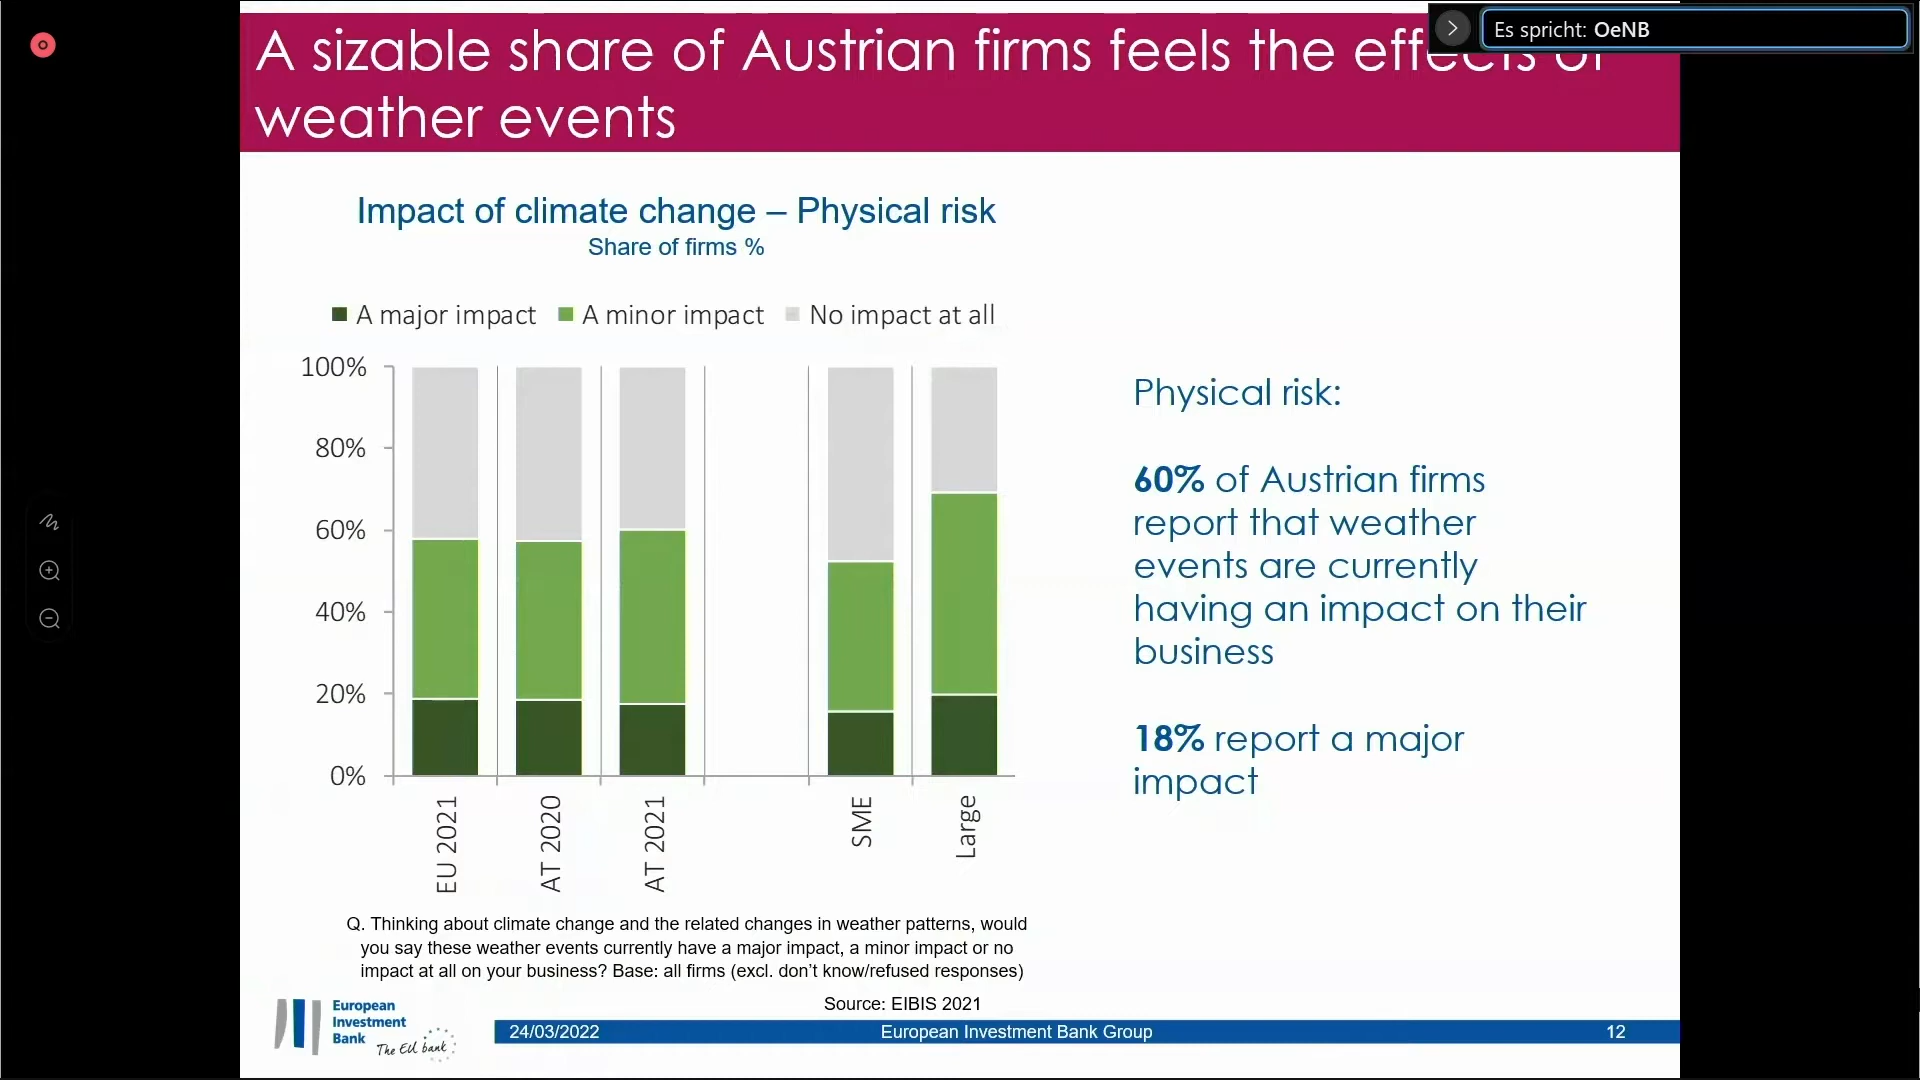 Es spricht: OeNB
A sizable share of Austrian firms feels the effects of
weather events
Impact of climate change – Physical risk
Share of firms %
A major impact A minor impact No impact at all
100%
80%
60%
40%
20%
0%
EU 2021
AT 2020
AT 2021
SME
Large
Physical risk:
60% of Austrian firms
report that weather
events are currently
having an impact on their
business
18% report a major
impact
Q. Thinking about climate change and the related changes in weather patterns, would
you say these weather events currently have a major impact, a minor impact or no
impact at all on your business? Base: all firms (excl. don’t know/refused responses)
Source: EIBIS 2021
European
Investment
Bank
The EU bank
24/03/2022 European Investment Bank Group 12